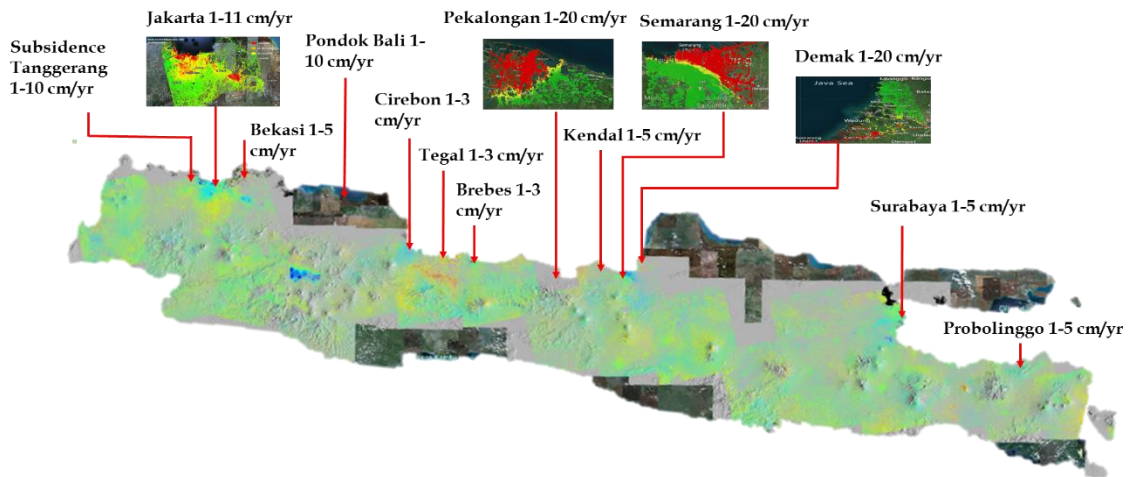 Jakarta 1-11 cm/yr
Pekalongan 1-20 cm/yr
Semarang 1-20 cm/yr
Subsidence
Tanggerang
1-10 cm/yr
Pondok Bali 1-
10 cm/yr
Demak 1-20 cm/yr
Cirebon 1-3
cm/yr
Bekasi 1-5
cm/yr
Kendal 1-5 cm/yr
Tegal 1-3 cm/yr
Brebes 1-3
cm/yr
Surabaya 1-5 cm/yr
Probolinggo 1-5 cm/yr
Semarang
Java Sea